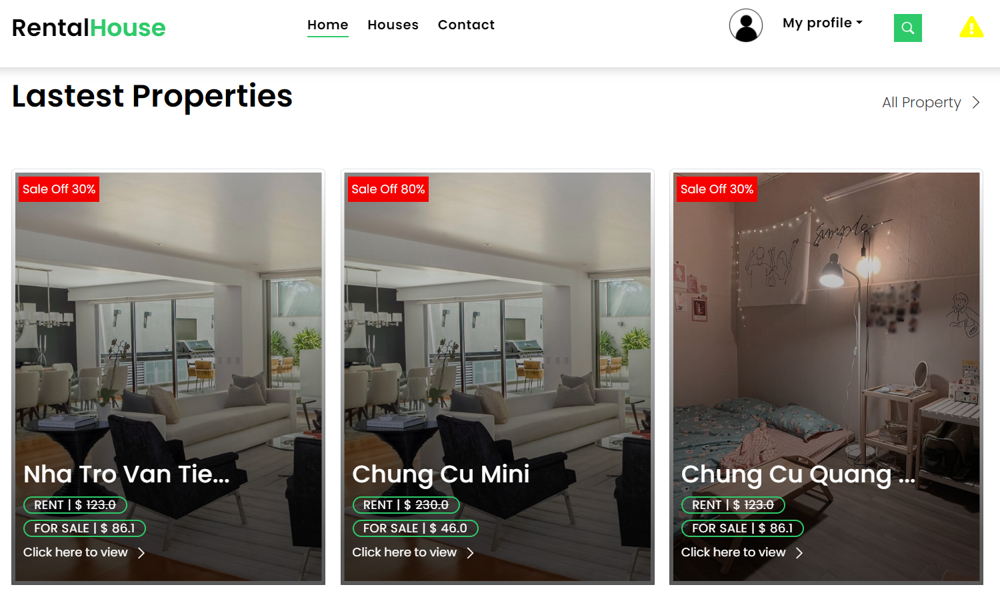 RentalHouse
Home Houses Contact
My profile
Lastest Properties
All Property
Sale Off 30%
Nha Tro Van Tie...
RENT | $ 123.0
FOR SALE | $ 86.1
Click here to view
Sale Off 80%
Chung Cu Mini
RENT | $ 230.0
FOR SALE | $ 46.0
Click here to view
Sale Off 30%
simple
Chung Cu Quang ...
RENT | $ 123.0
FOR SALE | $ 86.1
Click here to view